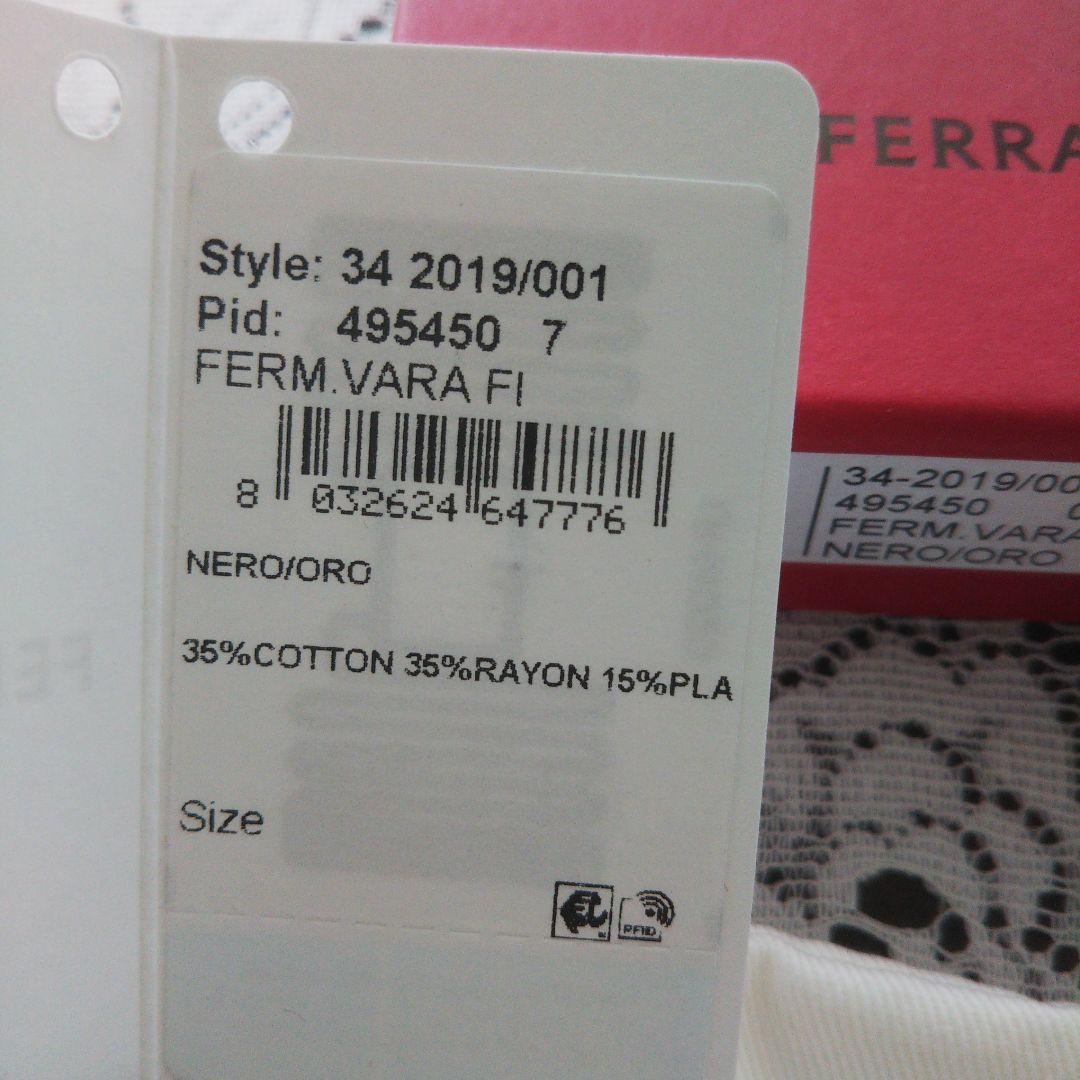 Style: 34 2019/001
Pid: 495450 7
FERM.VARA FI
8 032624 647776
NERO/ORO
35%COTTON 35%RAYON 15%PLA
Size
RFID
FERRA
34-2019/00
495450
FERM.VARA
NERO/ORO